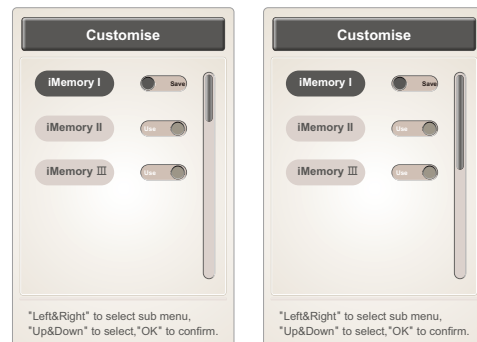 Customise
iMemory I
Save
iMemory II
Use
iMemory III
Use
"Left&Right" to select sub menu,
"Up&Down" to select,"OK" to confirm.
Customise
iMemory I
Save
iMemory II
Use
iMemory III
Use
"Left&Right" to select sub menu,
"Up&Down" to select,"OK" to confirm.